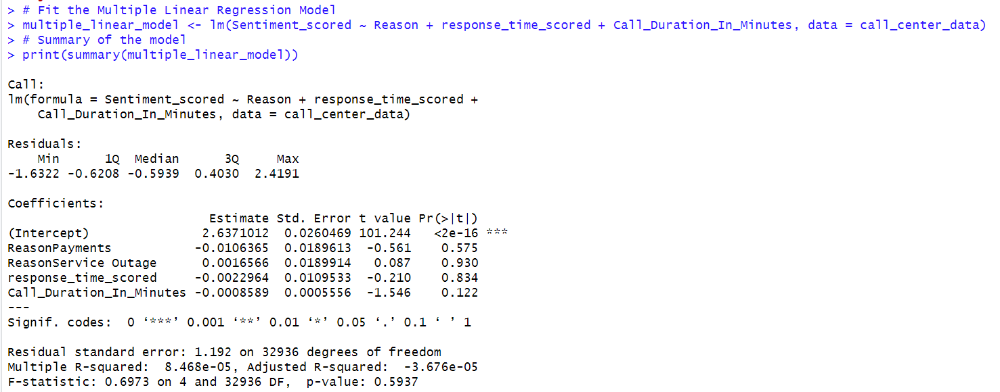 > # Fit the Multiple Linear Regression Model
> multiple_linear_model <- lm(Sentiment_scored ~ Reason + response_time_scored + Call_Duration_In_Minutes, data = call_center_data)
> # Summary of the model
> print(summary(multiple_linear_model))
Call:
lm(formula = Sentiment_scored ~ Reason + response_time_scored +
    Call_Duration_In_Minutes, data = call_center_data)
Residuals:
    Min      1Q  Median      3Q     Max
-1.6322 -0.6208 -0.5939  0.4030  2.4191
Coefficients:
                           Estimate Std. Error t value Pr(>|t|)
(Intercept)               2.6371012  0.0260469 101.244   <2e-16 ***
ReasonPayments           -0.0106365  0.0189613  -0.561    0.575
ReasonService Outage      0.0016566  0.0189914   0.087    0.930
response_time_scored     -0.0022964  0.0109533  -0.210    0.834
Call_Duration_In_Minutes -0.0008589  0.0005556  -1.546    0.122
---
Signif. codes:  0 ‘***’ 0.001 ‘**’ 0.01 ‘*’ 0.05 ‘.’ 0.1 ‘ ’ 1
Residual standard error: 1.192 on 32936 degrees of freedom
Multiple R-squared:  8.468e-05, Adjusted R-squared:  -3.676e-05
F-statistic: 0.6973 on 4 and 32936 DF,  p-value: 0.5937